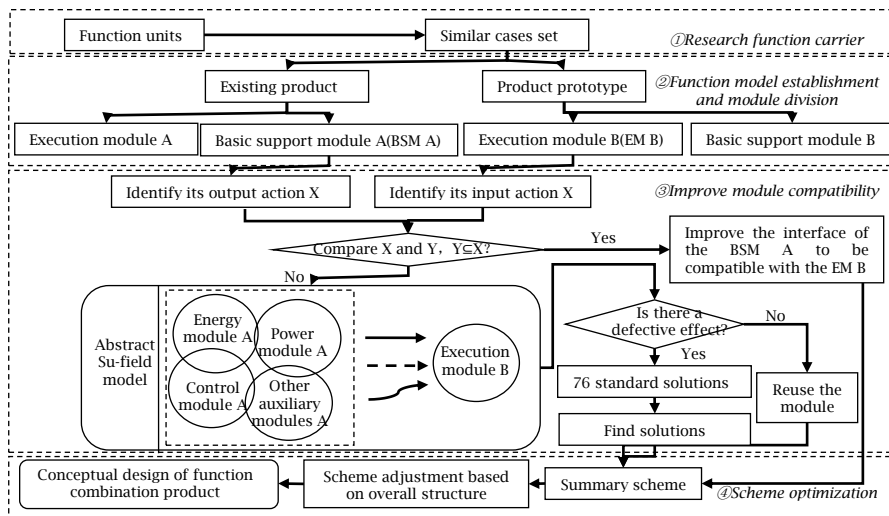 Function units
Similar cases set
①Research function carrier
Existing product
Product prototype
②Function model establishment
and module division
Execution module A
Basic support module A(BSM A)
Execution module B(EM B)
Basic support module B
Identify its output action X
Identify its input action X
③Improve module compatibility
Compare X and Y，Y⊆X?
Yes
Improve the interface of
the BSM A to be
compatible with the EM B
No
Abstract
Su-field
model
Energy
module A
Power
module A
Control
module A
Other
auxiliary
modules A
Execution
module B
Is there a
defective effect?
No
Yes
76 standard solutions
Reuse the
module
Find solutions
Conceptual design of function
combination product
Scheme adjustment based
on overall structure
Summary scheme
④Scheme optimization